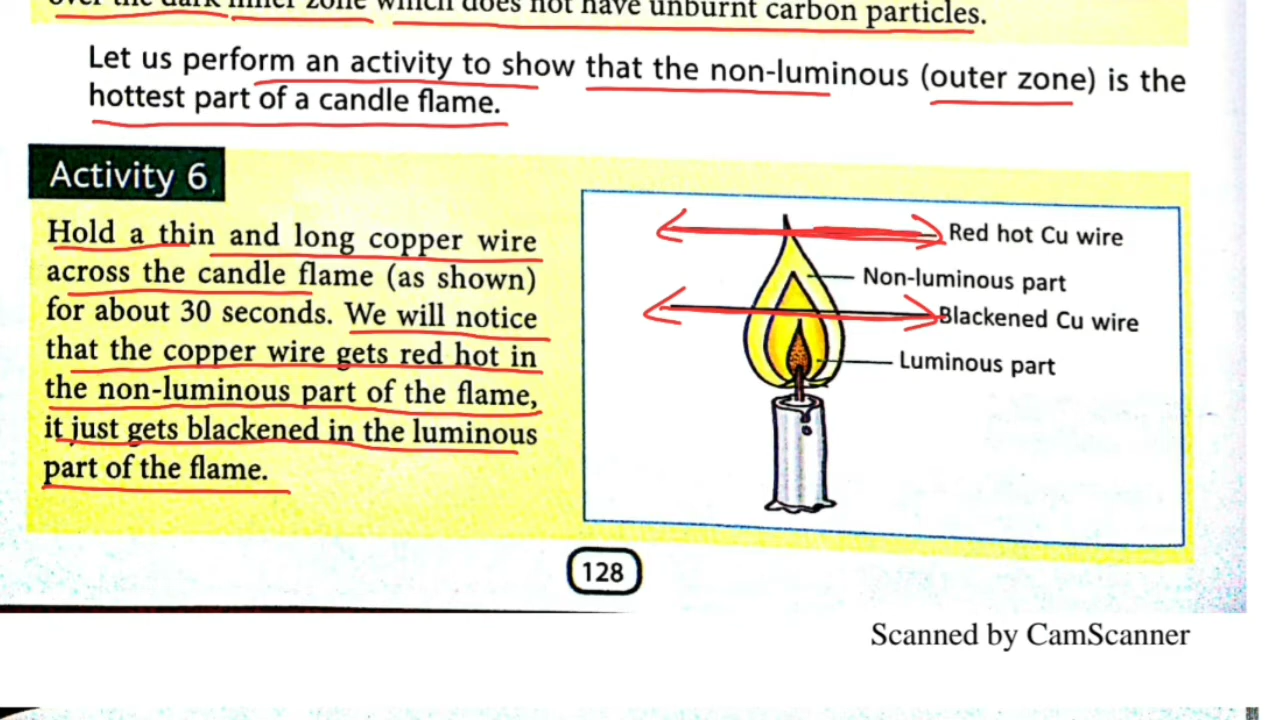 over the dark inner zone which does not have unburnt carbon particles.
Let us perform an activity to show that the non-luminous (outer zone) is the
hottest part of a candle flame.
Activity 6
Hold a thin and long copper wire
across the candle flame (as shown)
for about 30 seconds. We will notice
that the copper wire gets red hot in
the non-luminous part of the flame,
it just gets blackened in the luminous
part of the flame.
Red hot Cu wire
Non-luminous part
Blackened Cu wire
Luminous part
128
Scanned by CamScanner